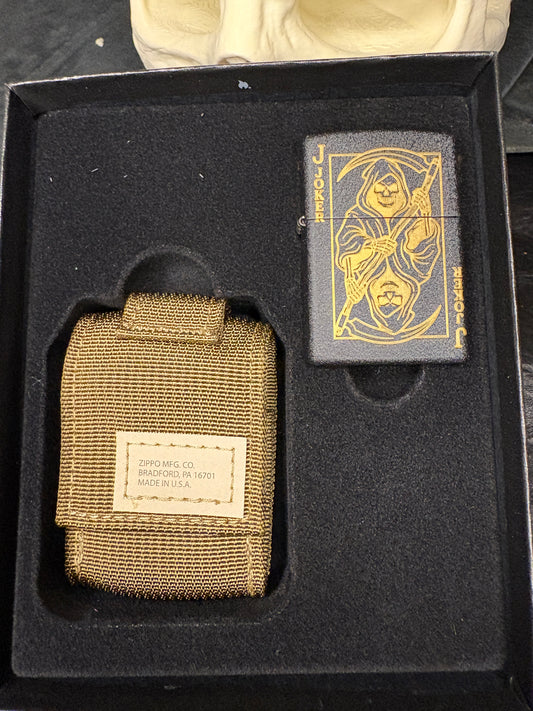 J
JOKER
J
JOKER
ZIPPO MFG. CO.
BRADFORD, PA 16701
MADE IN U.S.A.